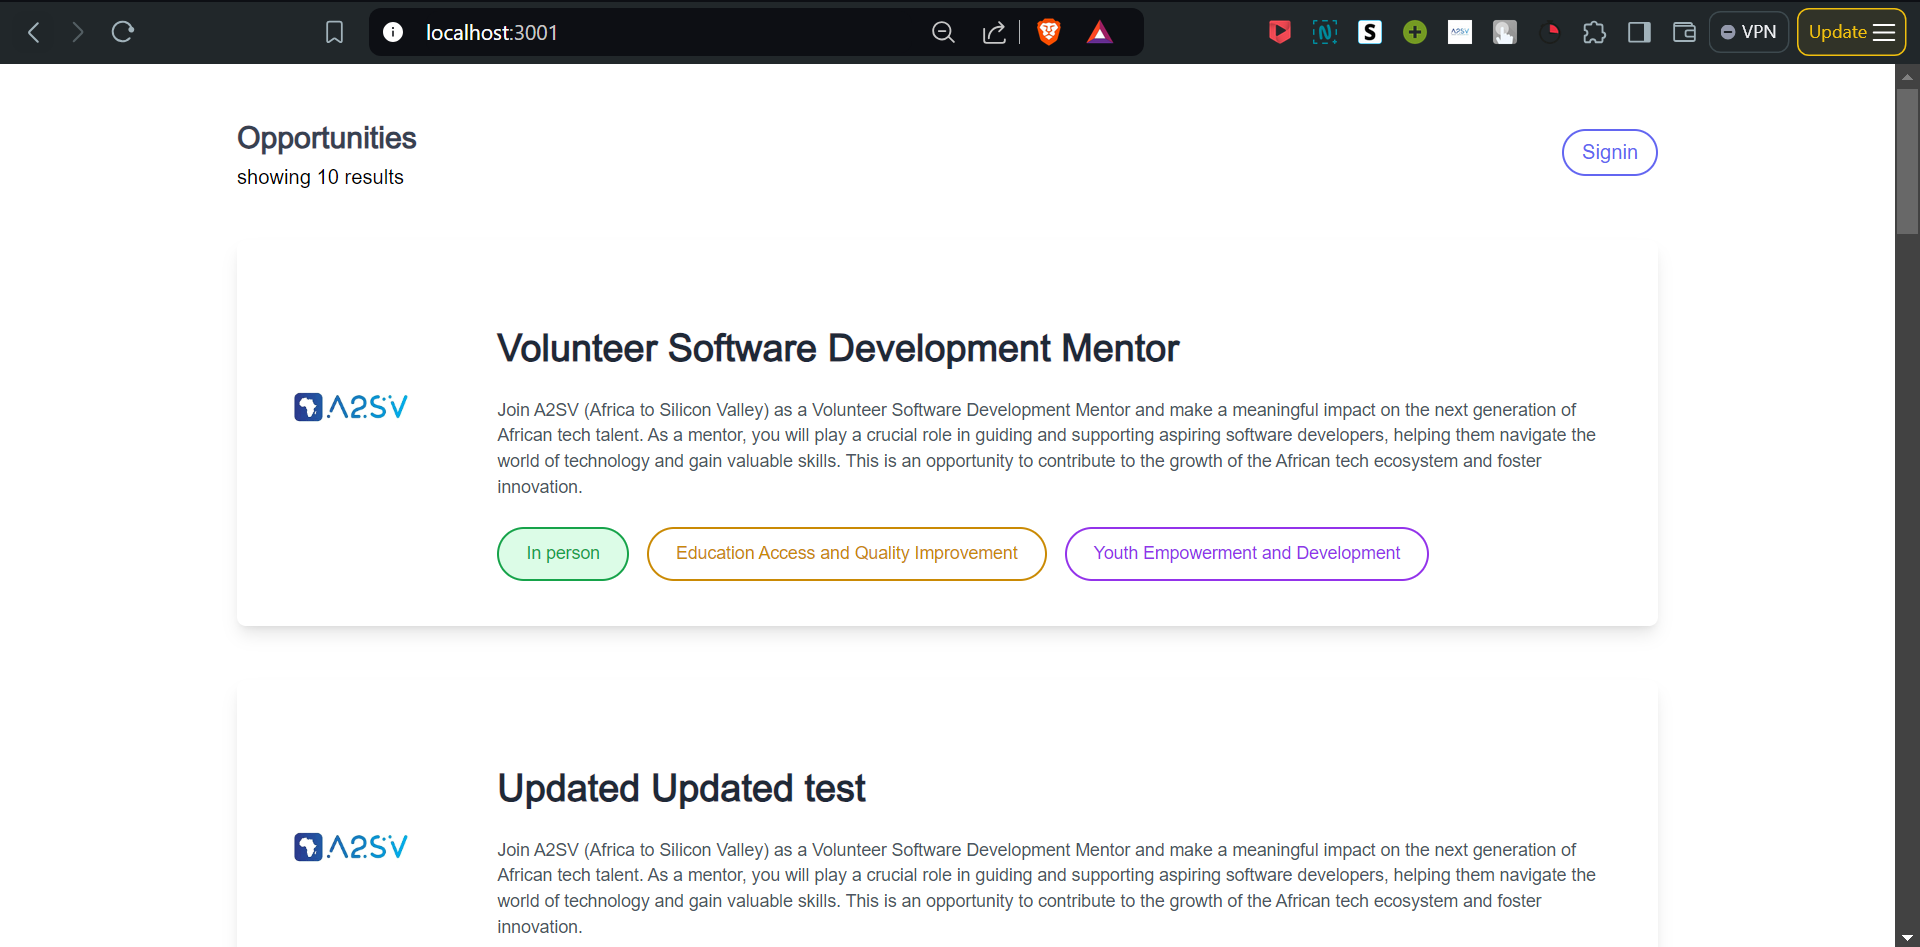 localhost:3001
VPN
Update
Opportunities
showing 10 results
Signin
A2SV
Volunteer Software Development Mentor
Join A2SV (Africa to Silicon Valley) as a Volunteer Software Development Mentor and make a meaningful impact on the next generation of
African tech talent. As a mentor, you will play a crucial role in guiding and supporting aspiring software developers, helping them navigate the
world of technology and gain valuable skills. This is an opportunity to contribute to the growth of the African tech ecosystem and foster
innovation.
In person
Education Access and Quality Improvement
Youth Empowerment and Development
A2SV
Updated Updated test
Join A2SV (Africa to Silicon Valley) as a Volunteer Software Development Mentor and make a meaningful impact on the next generation of
African tech talent. As a mentor, you will play a crucial role in guiding and supporting aspiring software developers, helping them navigate the
world of technology and gain valuable skills. This is an opportunity to contribute to the growth of the African tech ecosystem and foster
innovation.